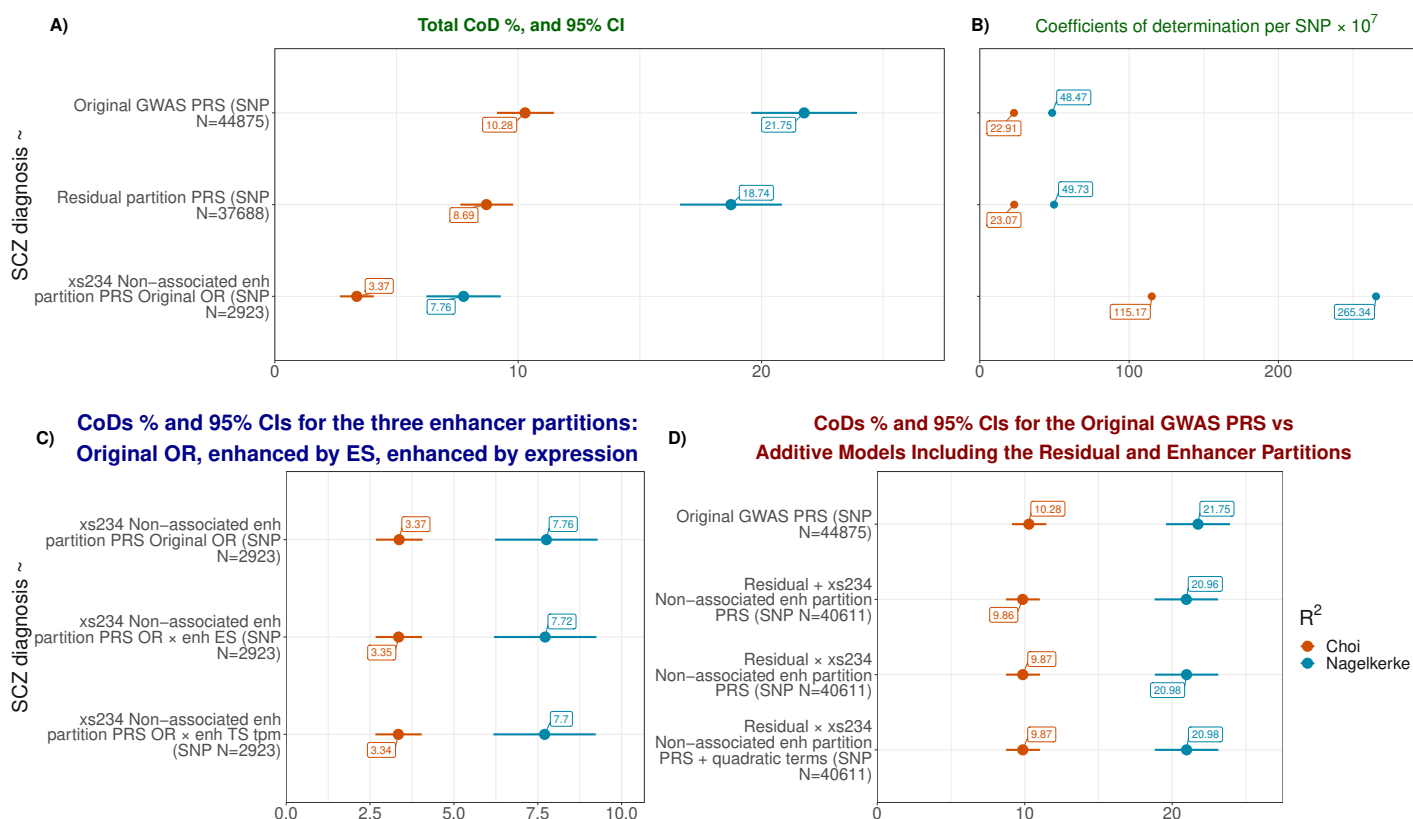 A)
Total CoD %, and 95% CI
SCZ diagnosis ~
Original GWAS PRS (SNP
N=44875)
Residual partition PRS (SNP
N=37688)
xs234 Non−associated enh
partition PRS Original OR (SNP
N=2923)
10.28
21.75
8.69
18.74
3.37
7.76
0
10
20
B)
Coefficients of determination per SNP × 10^7
48.47
22.91
49.73
23.07
115.17
265.34
0
100
200
C)
CoDs % and 95% CIs for the three enhancer partitions:
Original OR, enhanced by ES, enhanced by expression
SCZ diagnosis ~
xs234 Non−associated enh
partition PRS Original OR (SNP
N=2923)
xs234 Non−associated enh
partition PRS OR × enh ES (SNP
N=2923)
xs234 Non−associated enh
partition PRS OR × enh TS tpm
(SNP N=2923)
3.37
7.76
3.35
7.72
3.34
7.7
0.0
2.5
5.0
7.5
10.0
D)
CoDs % and 95% CIs for the Original GWAS PRS vs
Additive Models Including the Residual and Enhancer Partitions
Original GWAS PRS (SNP
N=44875)
Residual + xs234
Non−associated enh partition
PRS (SNP N=40611)
Residual × xs234
Non−associated enh partition
PRS (SNP N=40611)
Residual × xs234
Non−associated enh partition
PRS + quadratic terms (SNP
N=40611)
10.28
21.75
9.86
20.96
9.87
20.98
9.87
20.98
0
10
20
R^2
Choi
Nagelkerke